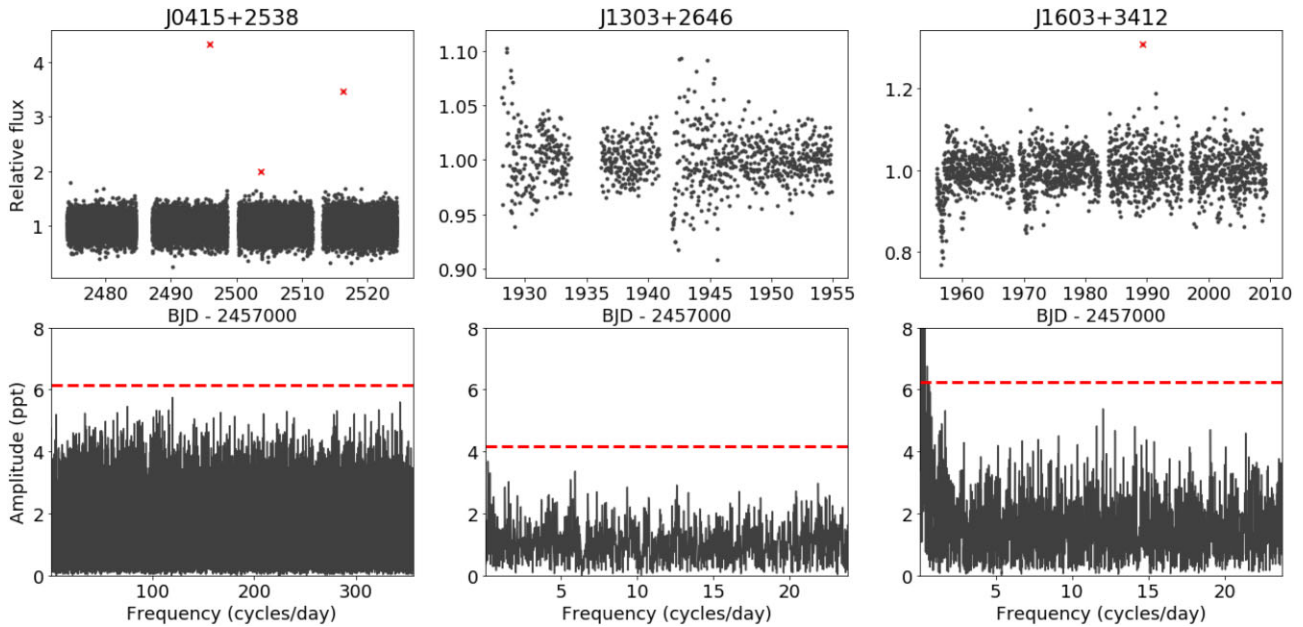 J0415+2538 J1303+2646 J1603+3412
Relative flux
4
3
2
1
2480 2490 2500 2510 2520
BJD - 2457000
1.10
1.05
1.00
0.95
0.90
1930 1935 1940 1945 1950 1955
BJD - 2457000
1.2
1.0
0.8
1960 1970 1980 1990 2000 2010
BJD - 2457000
Amplitude (ppt)
8
6
4
2
0
100 200 300
Frequency (cycles/day)
8
6
4
2
0
5 10 15 20
Frequency (cycles/day)
8
6
4
2
0
5 10 15 20
Frequency (cycles/day)